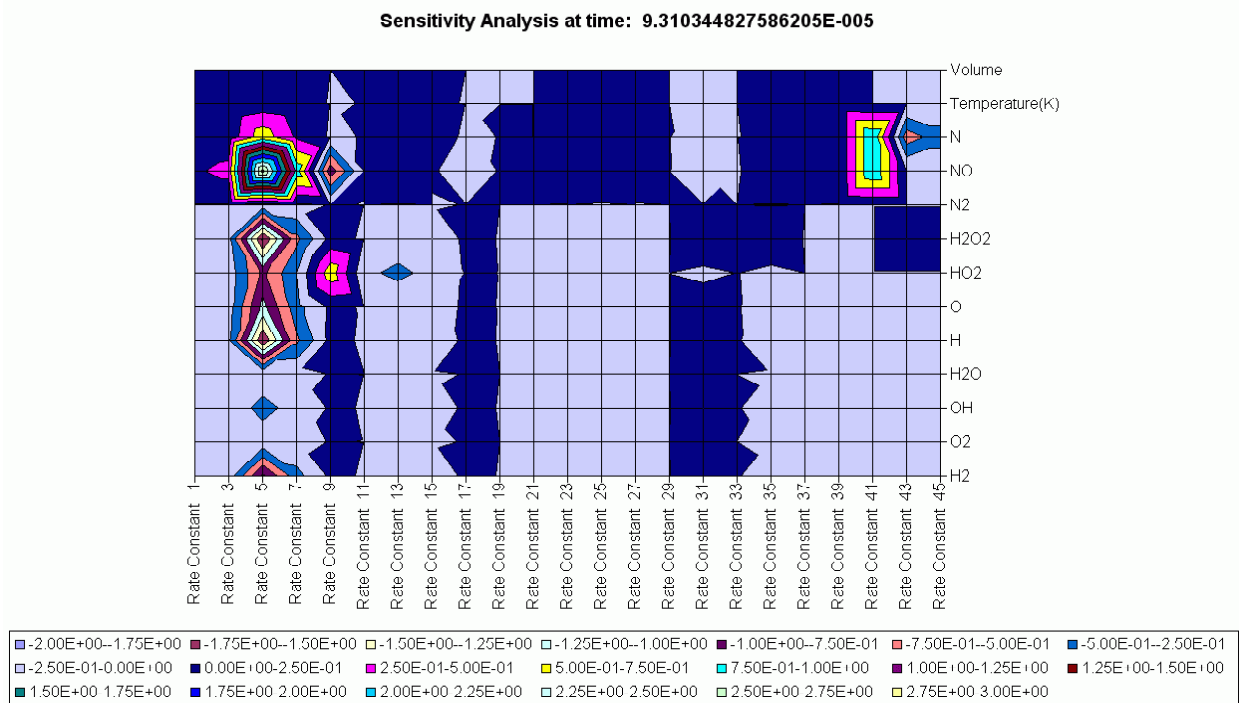 Sensitivity Analysis at time: 9.310344827586205E-005
Volume
Temperature(K)
N
NO
N2
H2O2
HO2
O
H
H2O
OH
O2
H2
Rate Constant 1
Rate Constant 3
Rate Constant 5
Rate Constant 7
Rate Constant 9
Rate Constant 11
Rate Constant 13
Rate Constant 15
Rate Constant 17
Rate Constant 19
Rate Constant 21
Rate Constant 23
Rate Constant 25
Rate Constant 27
Rate Constant 29
Rate Constant 31
Rate Constant 33
Rate Constant 35
Rate Constant 37
Rate Constant 39
Rate Constant 41
Rate Constant 43
Rate Constant 45
-2.00E+00--1.75E+00 -1.75E+00--1.50E+00 -1.50E+00--1.25E+00 -1.25E+00--1.00E+00 -1.00E+00--7.50E-01 -7.50E-01--5.00E-01 -5.00E-01--2.50E-01
-2.50E-01-0.00E+00 0.00E+00-2.50E-01 2.50E-01-5.00E-01 5.00E-01-7.50E-01 7.50E-01-1.00E+00 1.00E+00-1.25E+00 1.25E+00-1.50E+00
1.50E+00 1.75E+00 1.75E+00 2.00E+00 2.00E+00 2.25E+00 2.25E+00 2.50E+00 2.50E+00 2.75E+00 2.75E+00 3.00E+00